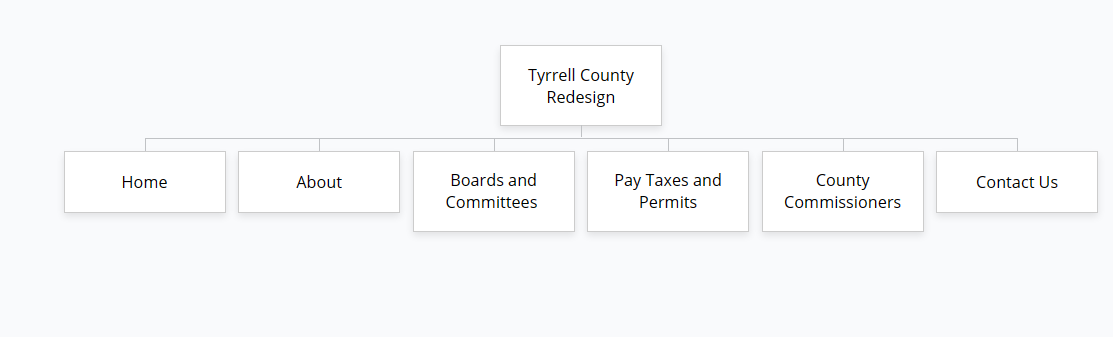 Tyrrell County
Redesign
Home
About
Boards and
Committees
Pay Taxes and
Permits
County
Commissioners
Contact Us